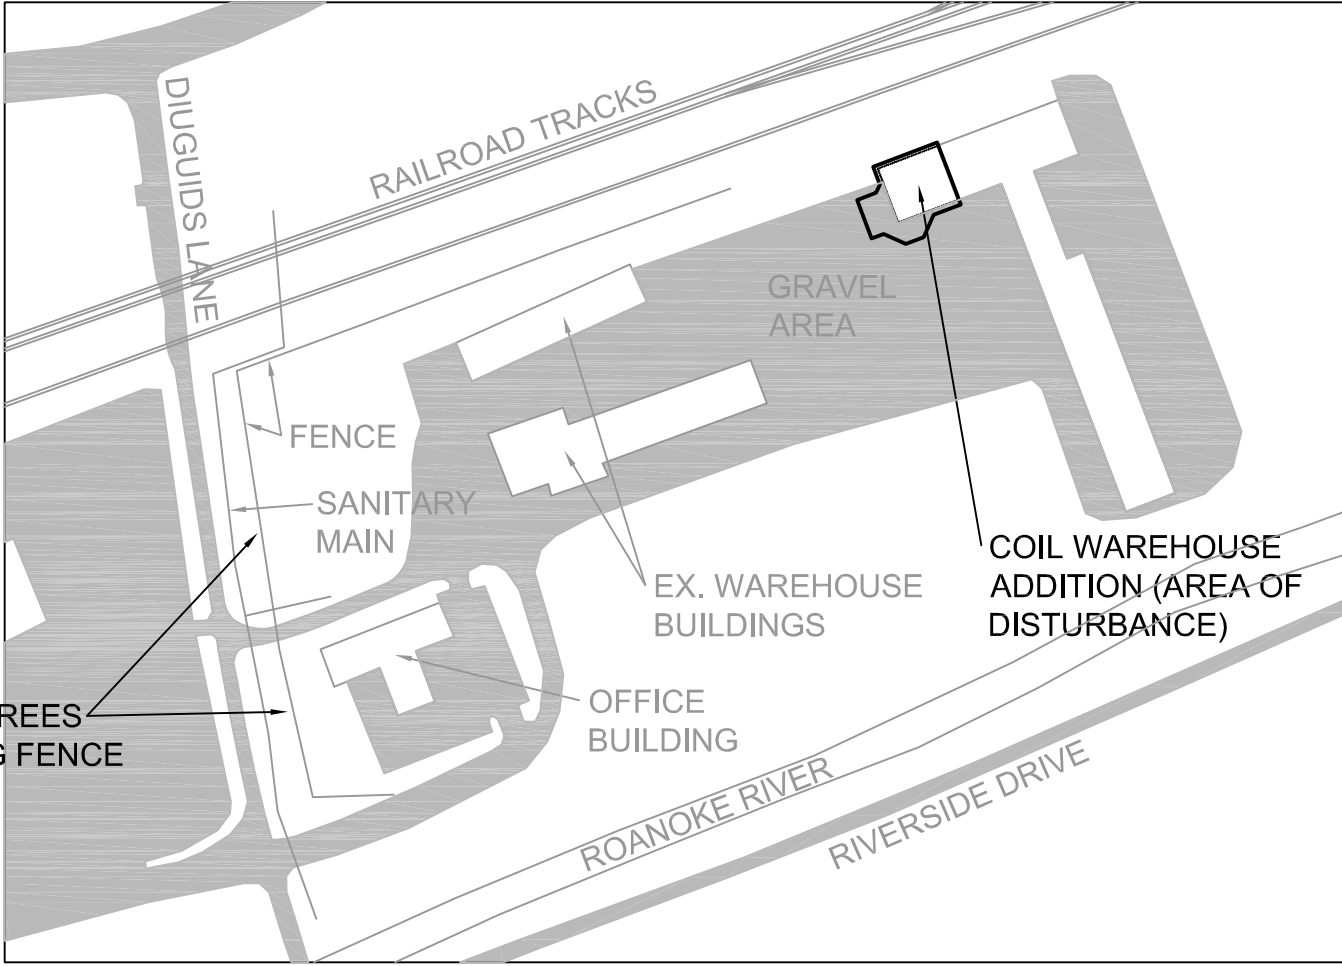 DIUGUIDS LANE
RAILROAD TRACKS
GRAVEL
AREA
FENCE
SANITARY
MAIN
COIL WAREHOUSE
ADDITION (AREA OF
DISTURBANCE)
EX. WAREHOUSE
BUILDINGS
OFFICE
BUILDING
FENCE
ROANOKE RIVER
RIVERSIDE DRIVE